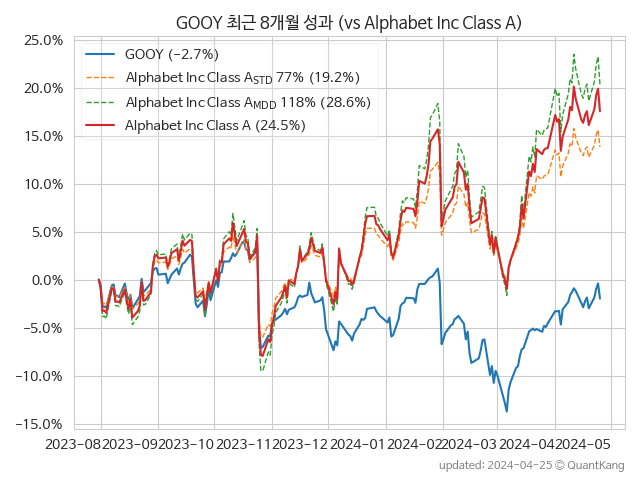 GOOY 최근 8개월 성과 (vs Alphabet Inc Class A)
25.0%
20.0%
15.0%
10.0%
5.0%
0.0%
−5.0%
−10.0%
−15.0%
GOOY (−2.7%)
Alphabet Inc Class A_STD 77% (19.2%)
Alphabet Inc Class A_MDD 118% (28.6%)
Alphabet Inc Class A (24.5%)
2023-08 2023-09 2023-10 2023-11 2023-12 2024-01 2024-02 2024-03 2024-04 2024-05
updated: 2024-04-25 © QuantKang